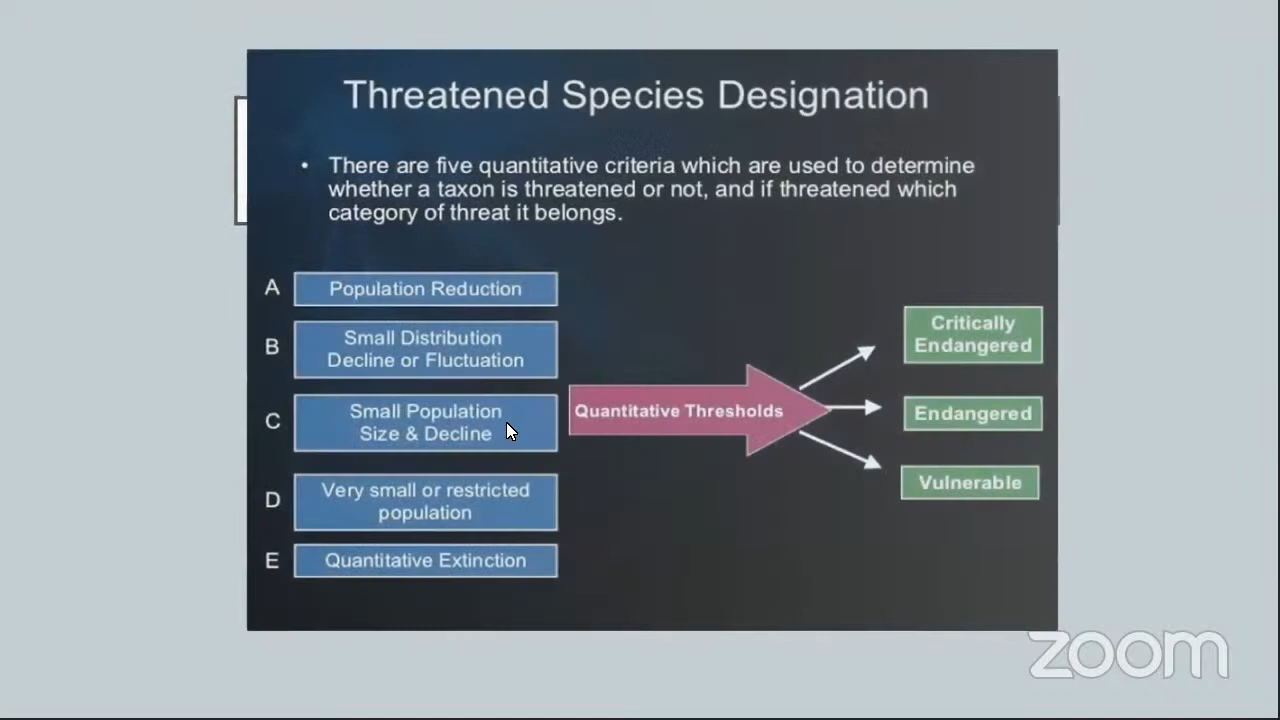 Threatened Species Designation
• There are five quantitative criteria which are used to determine
whether a taxon is threatened or not, and if threatened which
category of threat it belongs.
A
Population Reduction
B
Small Distribution
Decline or Fluctuation
C
Small Population
Size & Decline
D
Very small or restricted
population
E
Quantitative Extinction
Quantitative Thresholds
Critically
Endangered
Endangered
Vulnerable
zoom